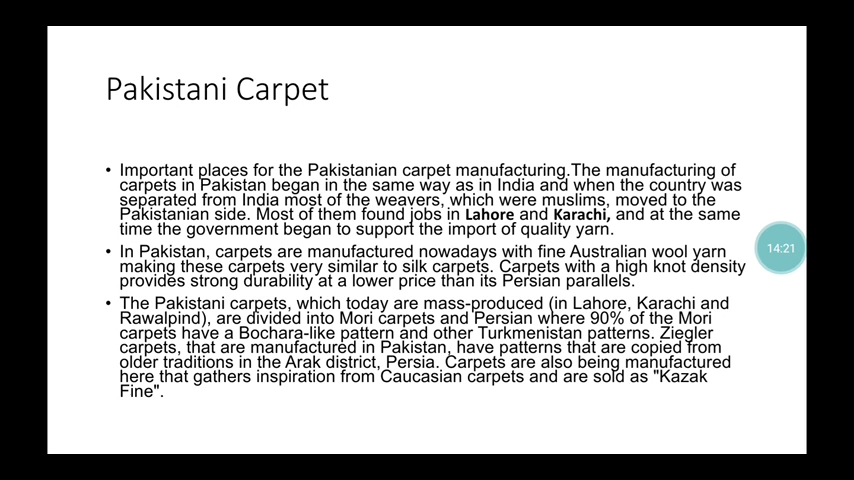 Pakistani Carpet
• Important places for the Pakistanian carpet manufacturing.The manufacturing of
carpets in Pakistan began in the same way as in India and when the country was
separated from India most of the weavers, which were muslims, moved to the
Pakistanian side. Most of them found jobs in Lahore and Karachi, and at the same
time the government began to support the import of quality yarn.
• In Pakistan, carpets are manufactured nowadays with fine Australian wool yarn
making these carpets very similar to silk carpets. Carpets with a high knot density
provides strong durability at a lower price than its Persian parallels.
14:21
• The Pakistani carpets, which today are mass-produced (in Lahore, Karachi and
Rawalpind), are divided into Mori carpets and Persian where 90% of the Mori
carpets have a Bochara-like pattern and other Turkmenistan patterns. Ziegler
carpets, that are manufactured in Pakistan, have patterns that are copied from
older traditions in the Arak district, Persia. Carpets are also being manufactured
here that gathers inspiration from Caucasian carpets and are sold as "Kazak
Fine".